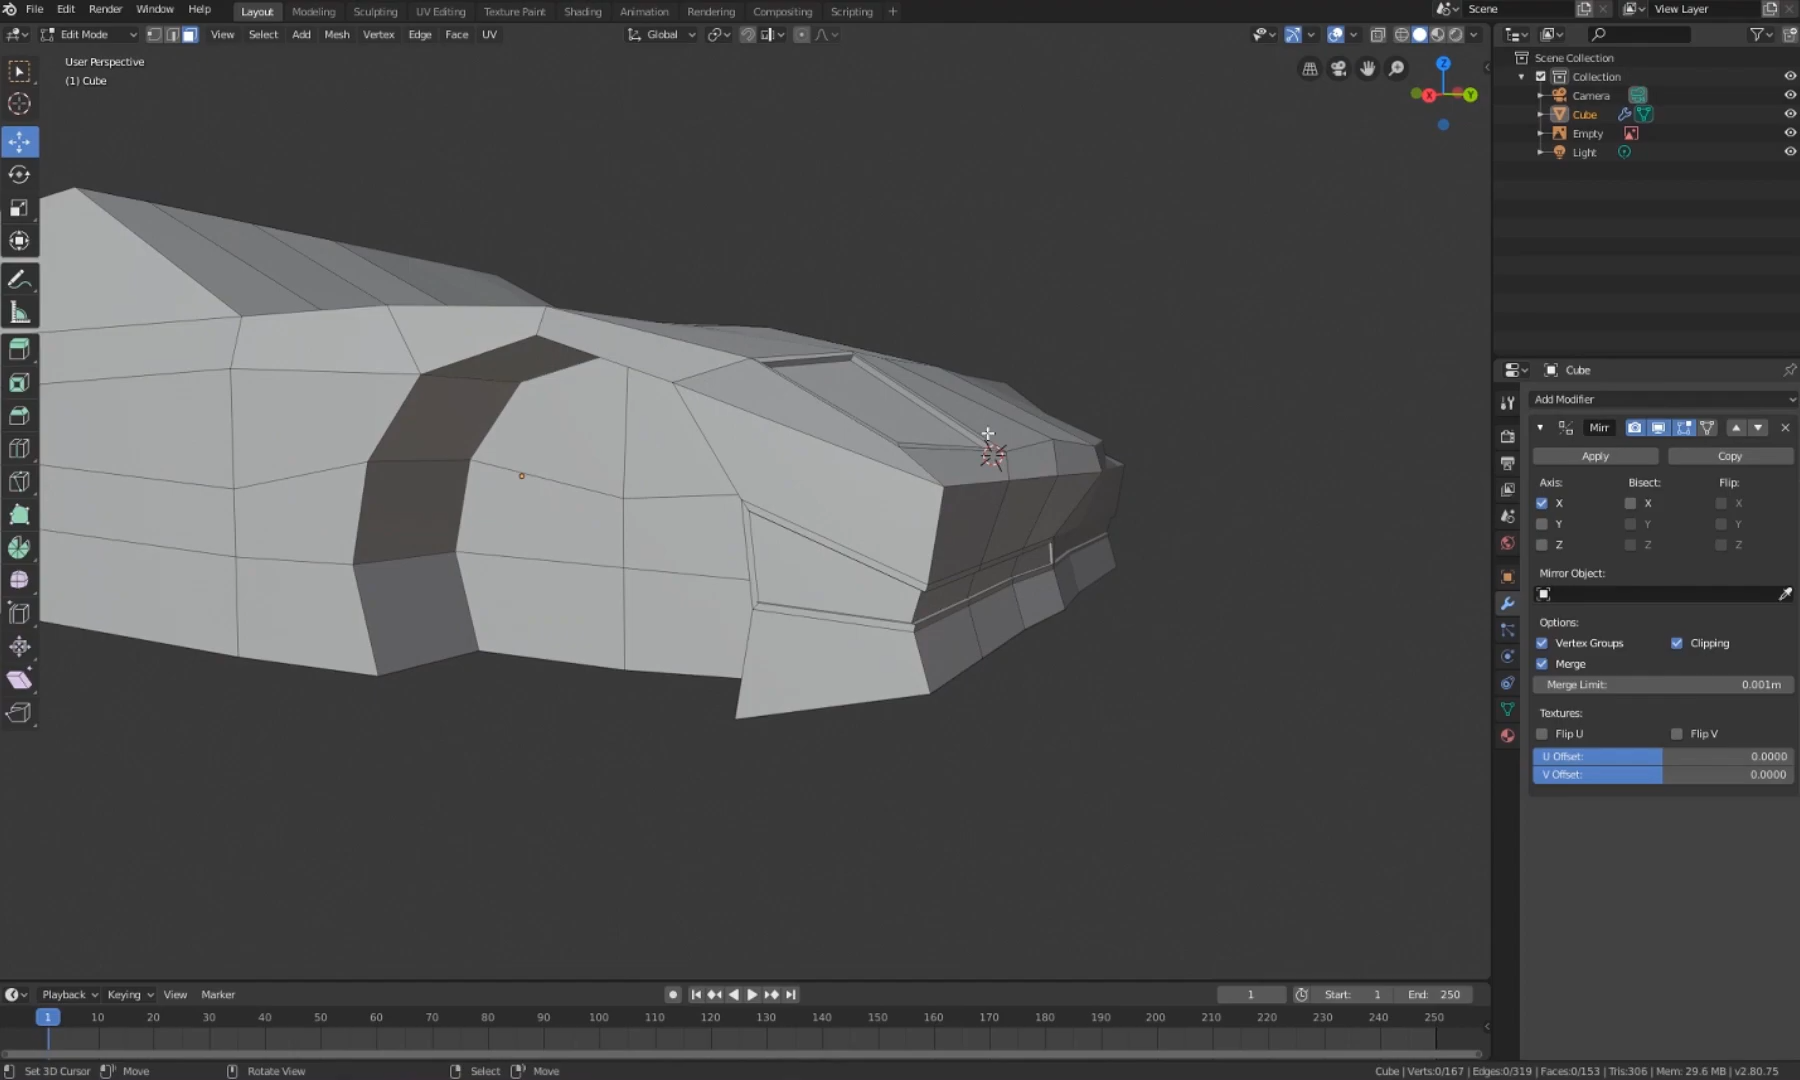 File Edit Render Window Help Layout Modeling Sculpting UV Editing Texture Paint Shading Animation Rendering Compositing Scripting + Scene View Layer
Edit Mode View Select Add Mesh Vertex Edge Face UV Global
User Perspective
(1) Cube
Z
X
Y
Scene Collection
Collection
Camera
Cube
Empty
Light
Cube
Add Modifier
Mirr
Apply Copy
Axis: Bisect: Flip:
X X X
Y Y Y
Z Z Z
Mirror Object:
Options:
Vertex Groups Clipping
Merge
Merge Limit: 0.001m
Textures:
Flip U Flip V
U Offset: 0.0000
V Offset: 0.0000
Playback Keying View Marker 1 Start: 1 End: 250
1 10 20 30 40 50 60 70 80 90 100 110 120 130 140 150 160 170 180 190 200 210 220 230 240 250
Set 3D Cursor Move Rotate View Select Move Cube | Verts:0/167 | Edges:0/319 | Faces:0/153 | Tris:306 | Mem: 29.6 MB | v2.80.75